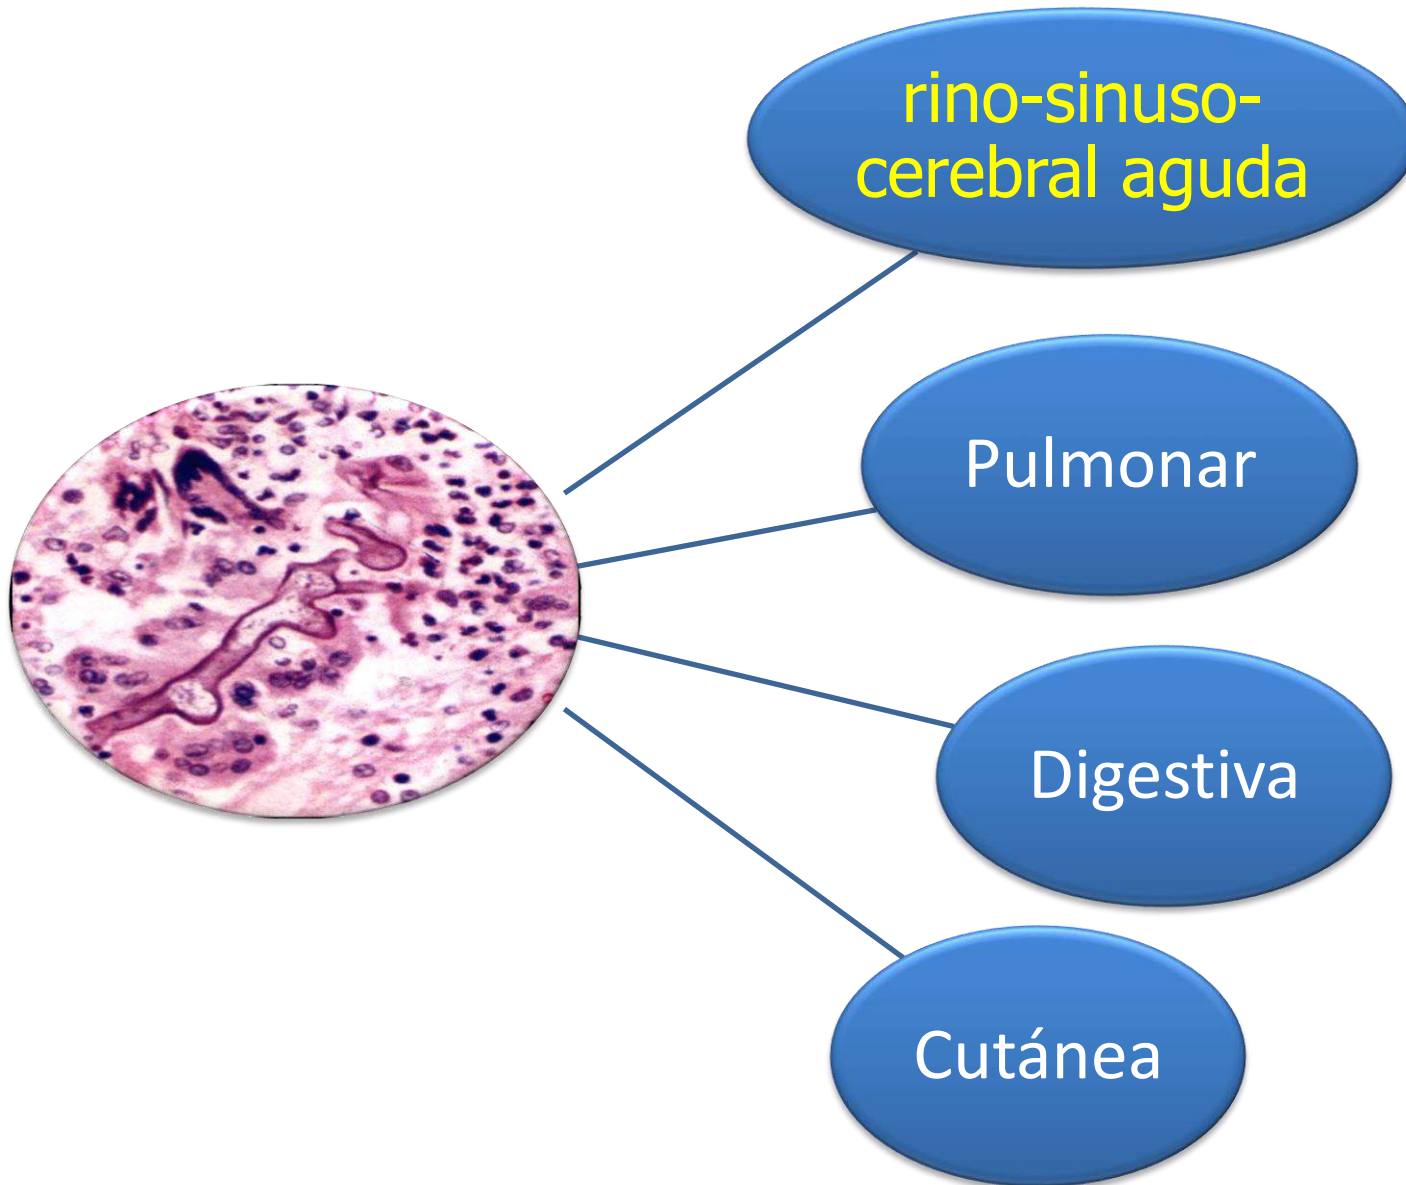 rino-sinuso-
cerebral aguda
Pulmonar
Digestiva
Cutánea